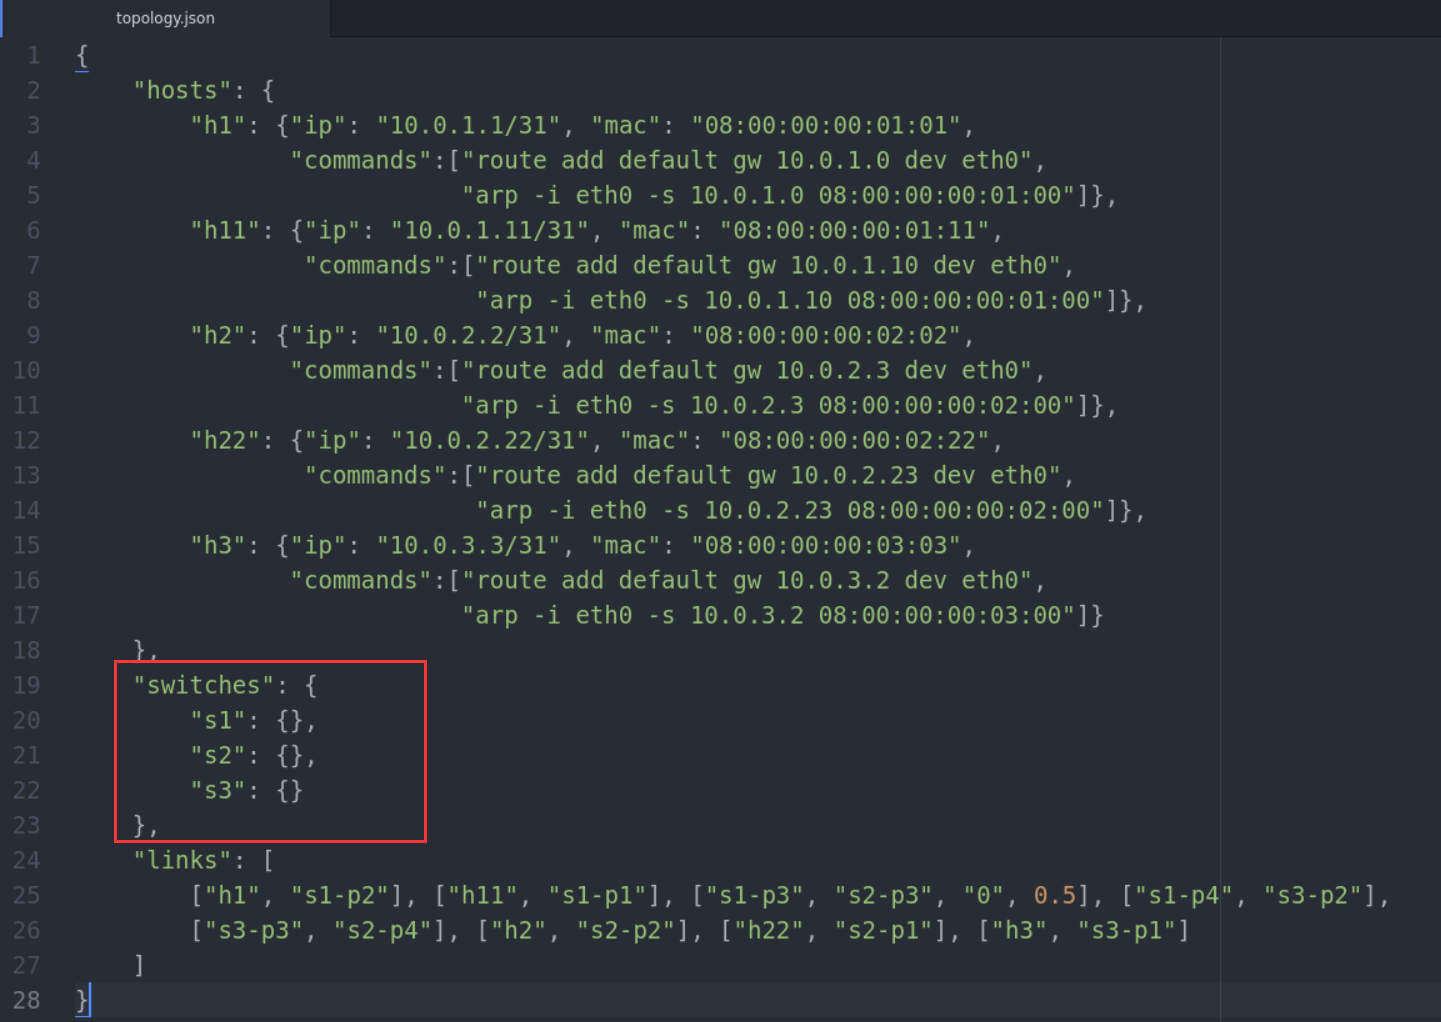 topology.json
1 {
2     "hosts": {
3         "h1": {"ip": "10.0.1.1/31", "mac": "08:00:00:00:01:01",
4                "commands":["route add default gw 10.0.1.0 dev eth0",
5                            "arp -i eth0 -s 10.0.1.0 08:00:00:00:01:00"]},
6         "h11": {"ip": "10.0.1.11/31", "mac": "08:00:00:00:01:11",
7                 "commands":["route add default gw 10.0.1.10 dev eth0",
8                             "arp -i eth0 -s 10.0.1.10 08:00:00:00:01:00"]},
9         "h2": {"ip": "10.0.2.2/31", "mac": "08:00:00:00:02:02",
10                "commands":["route add default gw 10.0.2.3 dev eth0",
11                            "arp -i eth0 -s 10.0.2.3 08:00:00:00:02:00"]},
12         "h22": {"ip": "10.0.2.22/31", "mac": "08:00:00:00:02:22",
13                 "commands":["route add default gw 10.0.2.23 dev eth0",
14                             "arp -i eth0 -s 10.0.2.23 08:00:00:00:02:00"]},
15         "h3": {"ip": "10.0.3.3/31", "mac": "08:00:00:00:03:03",
16                "commands":["route add default gw 10.0.3.2 dev eth0",
17                            "arp -i eth0 -s 10.0.3.2 08:00:00:00:03:00"]}
18     },
19     "switches": {
20         "s1": {},
21         "s2": {},
22         "s3": {}
23     },
24     "links": [
25         ["h1", "s1-p2"], ["h11", "s1-p1"], ["s1-p3", "s2-p3", "0", 0.5], ["s1-p4", "s3-p2"],
26         ["s3-p3", "s2-p4"], ["h2", "s2-p2"], ["h22", "s2-p1"], ["h3", "s3-p1"]
27     ]
28 }